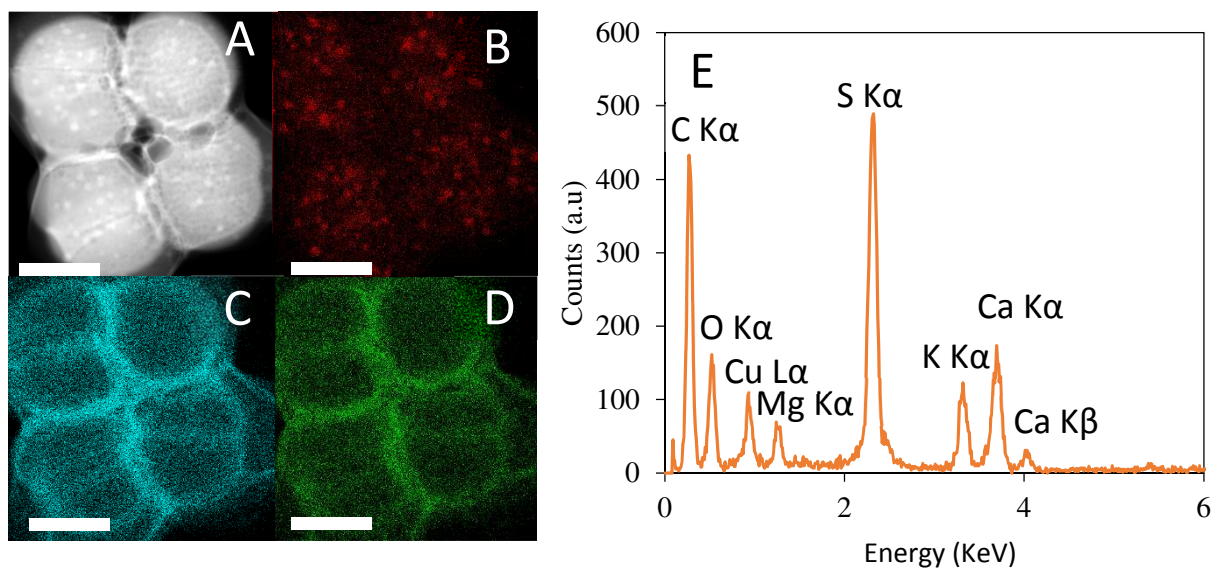 A
B
C
D
E
600
500
400
300
200
100
0
Counts (a.u)
C Kα
O Kα
Cu Lα
Mg Kα
S Kα
K Kα
Ca Kα
Ca Kβ
0
2
4
6
Energy (KeV)